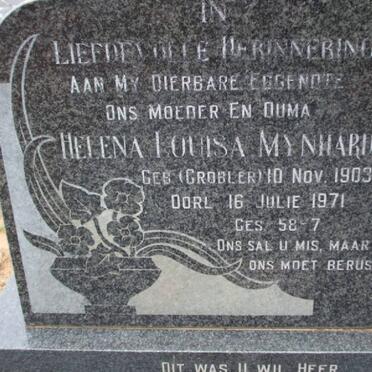 IN
LIEFDEVOLLE HERINNERING
AAN MY DIERBARE EGGENOTE
ONS MOEDER EN OUMA
HELENA LOUISA MYNHARD
GEB (GROBLER) 10 NOV. 1903
OORL 16 JULIE 1971
GES. 58-7
ONS SAL U MIS, MAAR
ONS MOET BERUS
DIT WAS U WIL HEER